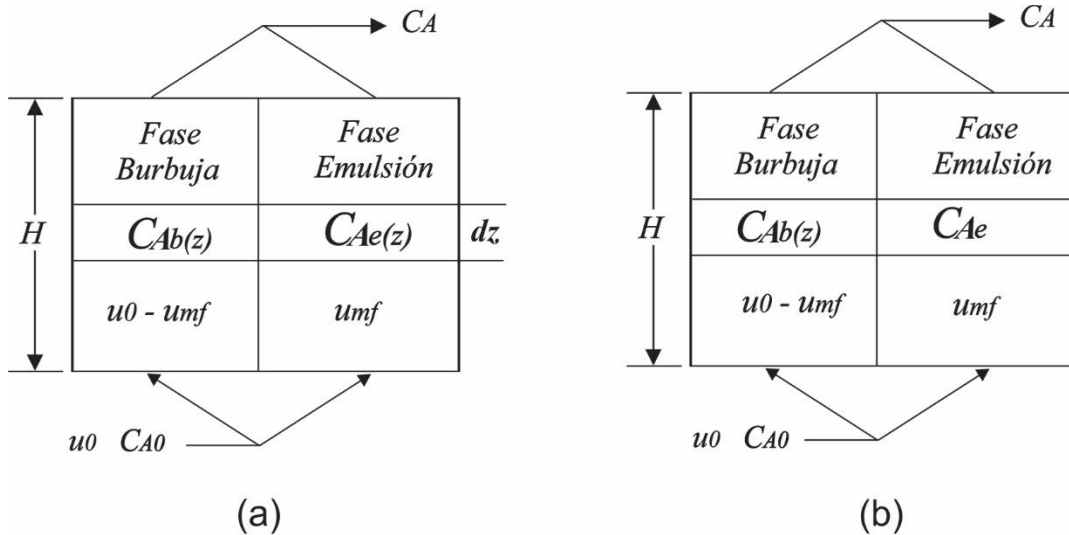 CA
Fase
Burbuja
Fase
Emulsión
H
CAb(z)
CAe(z)
dz
u0 - umf
umf
u0 CA0
(a)
CA
Fase
Burbuja
Fase
Emulsión
H
CAb(z)
CAe
u0 - umf
umf
u0 CA0
(b)